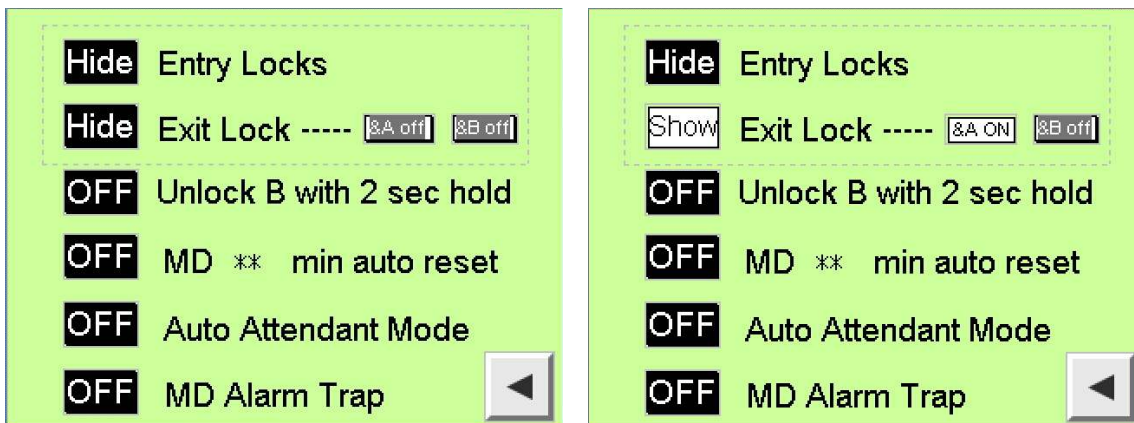 Hide Entry Locks
Hide Exit Lock ----- &A off &B off
OFF Unlock B with 2 sec hold
OFF MD ** min auto reset
OFF Auto Attendant Mode
OFF MD Alarm Trap
Hide Entry Locks
Show Exit Lock ----- &A ON &B off
OFF Unlock B with 2 sec hold
OFF MD ** min auto reset
OFF Auto Attendant Mode
OFF MD Alarm Trap